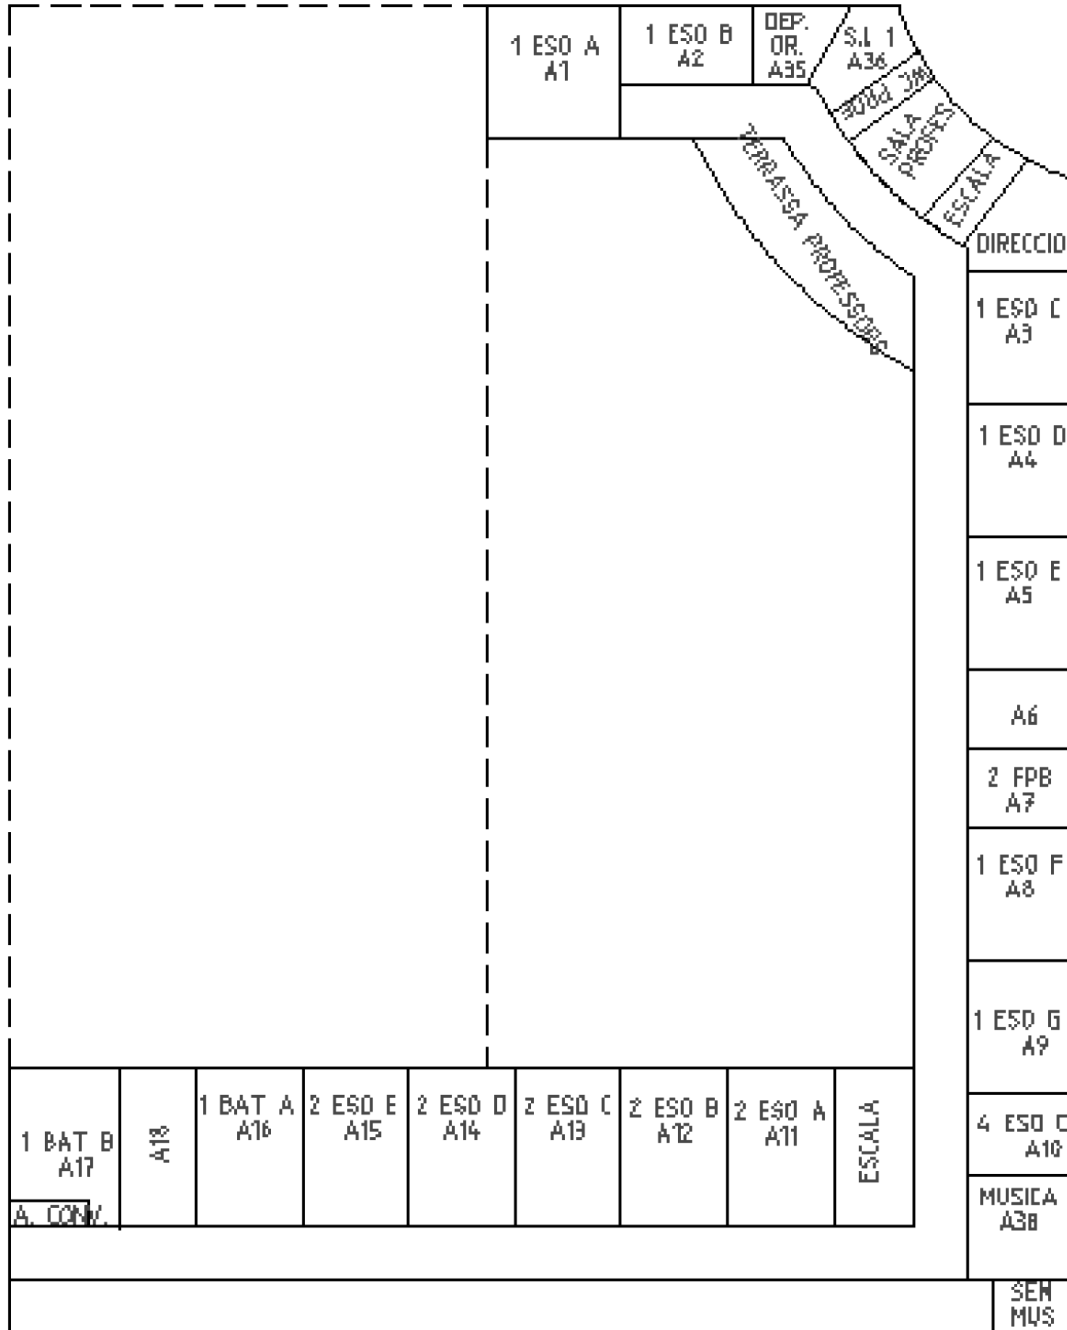 1 ESO A
A1
1 ESO B
A2
DEP.
OR.
A35
S.I. 1
A36
WC PROF
SALA
PROFES
ESCALA
DIRECCIO
TERRASSA PROFESSORS
1 ESO C
A3
1 ESO D
A4
1 ESO E
A5
A6
2 FPB
A7
1 ESO F
A8
1 ESO G
A9
4 ESO C
A10
MUSICA
A38
SEM
MUS
1 BAT B
A17
A. CONV.
A18
1 BAT A
A16
2 ESO E
A15
2 ESO D
A14
2 ESO C
A13
2 ESO B
A12
2 ESO A
A11
ESCALA